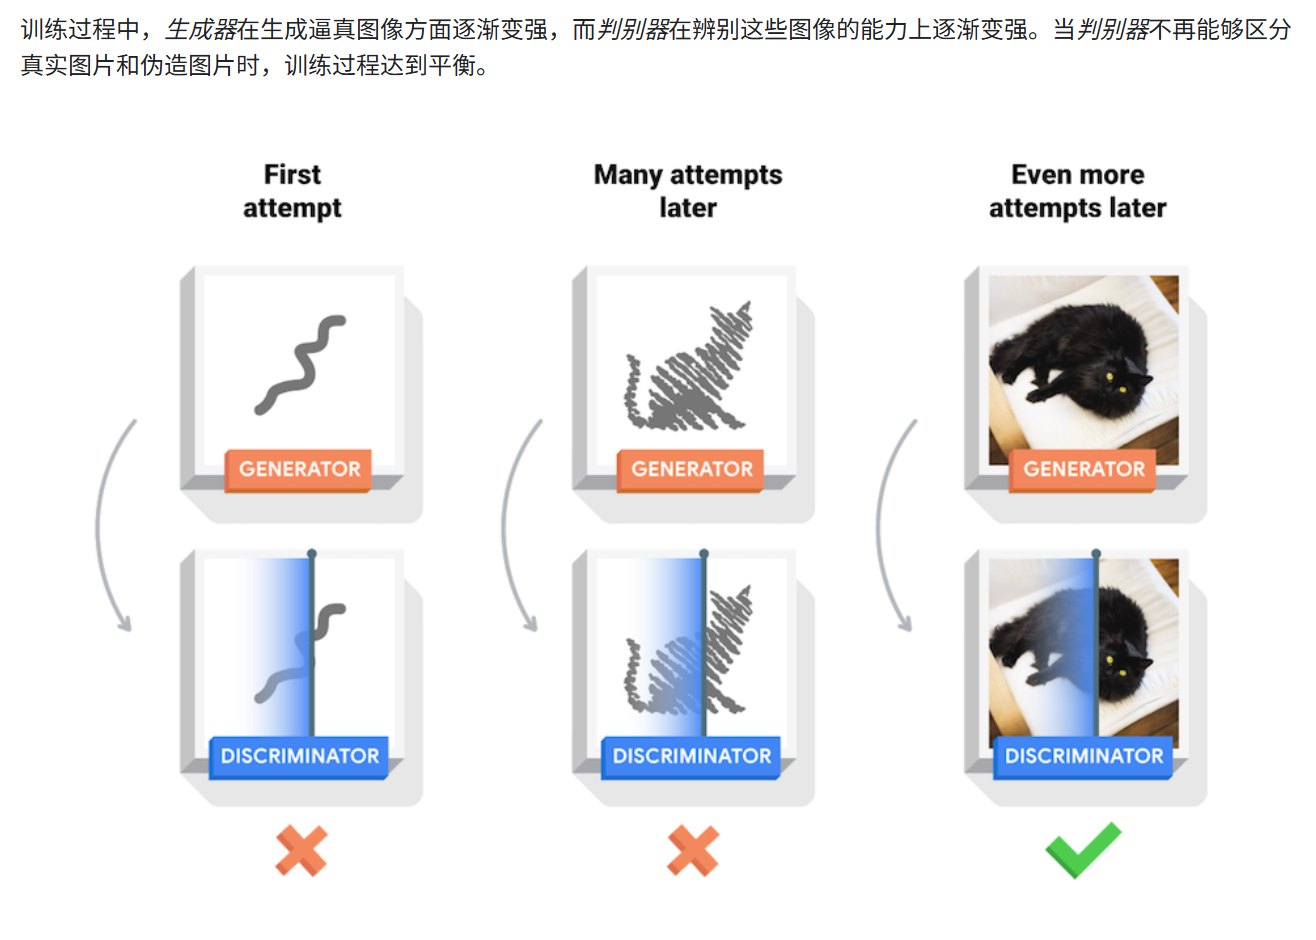 训练过程中，生成器在生成逼真图像方面逐渐变强，而判别器在辨别这些图像的能力上逐渐变强。当判别器不再能够区分
真实图片和伪造图片时，训练过程达到平衡。
First
attempt
Many attempts
later
Even more
attempts later
GENERATOR
GENERATOR
GENERATOR
DISCRIMINATOR
DISCRIMINATOR
DISCRIMINATOR